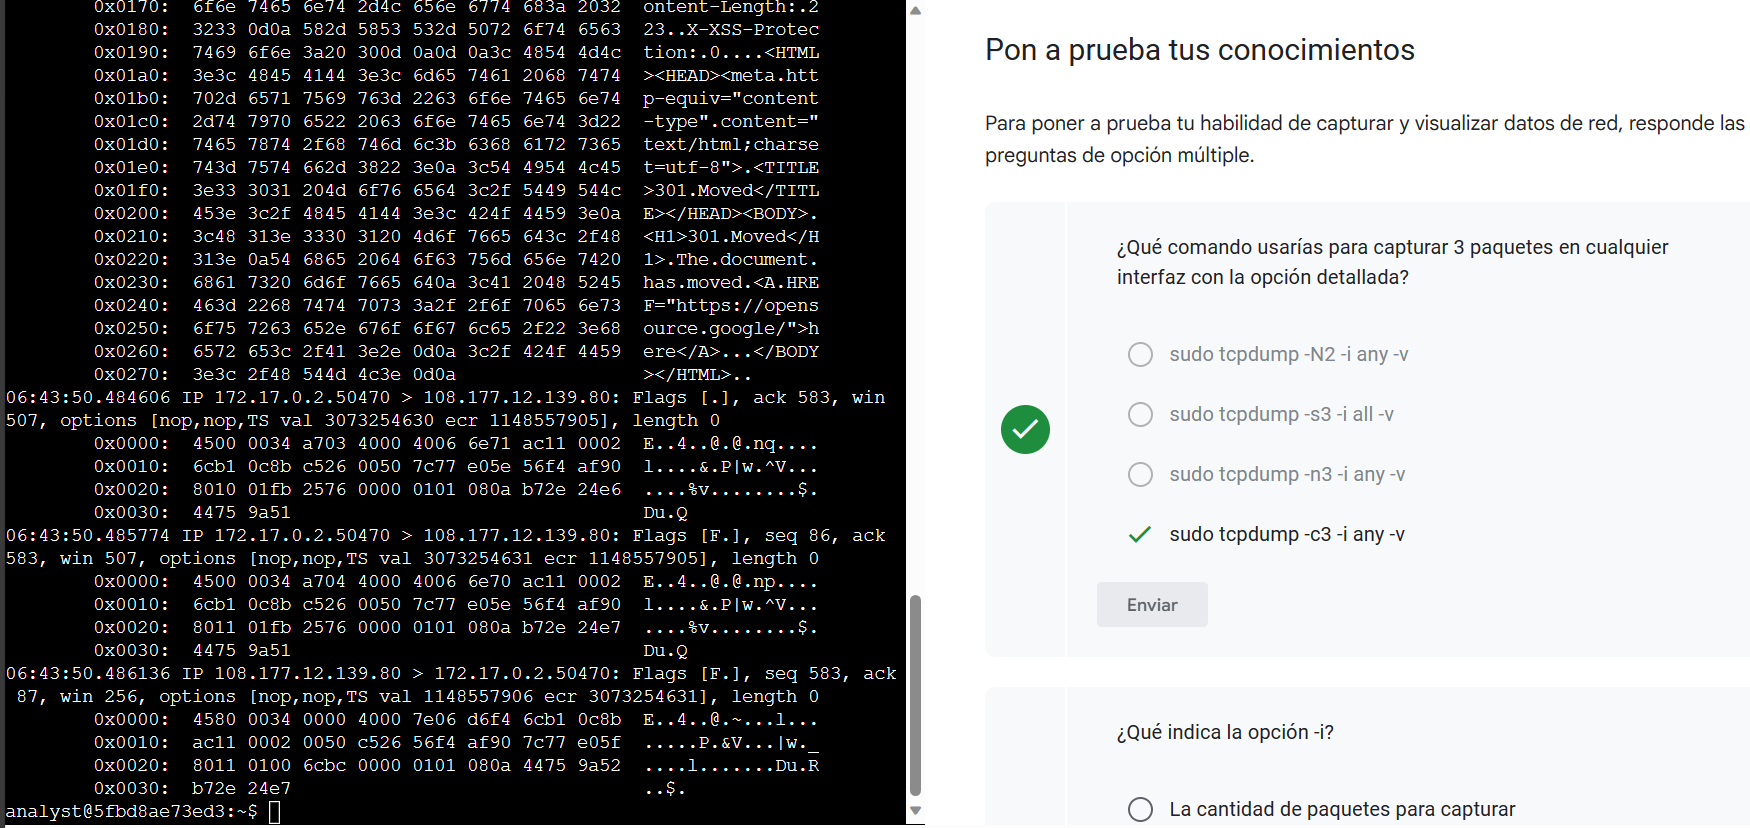 0x0170:  6f6e 7465 6e74 2d4c 656e 6774 683a 2032  ontent-Length:.2
0x0180:  3233 0d0a 582d 5853 532d 5072 6f74 6563  23..X-XSS-Protec
0x0190:  7469 6f6e 3a20 300d 0a0d 0a3c 4854 4d4c  tion:.0....<HTML
0x01a0:  3e3c 4845 4144 3e3c 6d65 7461 2068 7474  ><HEAD><meta.htt
0x01b0:  702d 6571 7569 763d 2263 6f6e 7465 6e74  p-equiv="content
0x01c0:  2d74 7970 6522 2063 6f6e 7465 6e74 3d22  -type".content="
0x01d0:  7465 7874 2f68 746d 6c3b 6368 6172 7365  text/html;charse
0x01e0:  743d 7574 662d 3822 3e0a 3c54 4954 4c45  t=utf-8">.<TITLE
0x01f0:  3e33 3031 204d 6f76 6564 3c2f 5449 544c  >301.Moved</TITL
0x0200:  453e 3c2f 4845 4144 3e3c 424f 4459 3e0a  E></HEAD><BODY>.
0x0210:  3c48 313e 3330 3120 4d6f 7665 643c 2f48  <H1>301.Moved</H
0x0220:  313e 0a54 6865 2064 6f63 756d 656e 7420  1>.The.document.
0x0230:  6861 7320 6d6f 7665 640a 3c41 2048 5245  has.moved.<A.HRE
0x0240:  463d 2268 7474 7073 3a2f 2f6f 7065 6e73  F="https://opens
0x0250:  6f75 7263 652e 676f 6f67 6c65 2f22 3e68  ource.google/">h
0x0260:  6572 653c 2f41 3e2e 0d0a 3c2f 424f 4459  ere</A>...</BODY
0x0270:  3e3c 2f48 544d 4c3e 0d0a  ></HTML>..
06:43:50.484606 IP 172.17.0.2.50470 > 108.177.12.139.80: Flags [.], ack 583, win
507, options [nop,nop,TS val 3073254630 ecr 1148557905], length 0
0x0000:  4500 0034 a703 4000 4006 6e71 ac11 0002  E..4..@.@.nq....
0x0010:  6cb1 0c8b c526 0050 7c77 e05e 56f4 af90  l....&.P|w.^V...
0x0020:  8010 01fb 2576 0000 0101 080a b72e 24e6  ....%v........$.
0x0030:  4475 9a51  Du.Q
06:43:50.485774 IP 172.17.0.2.50470 > 108.177.12.139.80: Flags [F.], seq 86, ack
583, win 507, options [nop,nop,TS val 3073254631 ecr 1148557905], length 0
0x0000:  4500 0034 a704 4000 4006 6e70 ac11 0002  E..4..@.@.np....
0x0010:  6cb1 0c8b c526 0050 7c77 e05e 56f4 af90  l....&.P|w.^V...
0x0020:  8011 01fb 2576 0000 0101 080a b72e 24e7  ....%v........$.
0x0030:  4475 9a51  Du.Q
06:43:50.486136 IP 108.177.12.139.80 > 172.17.0.2.50470: Flags [F.], seq 583, ack
87, win 256, options [nop,nop,TS val 1148557906 ecr 3073254631], length 0
0x0000:  4580 0034 0000 4000 7e06 d6f4 6cb1 0c8b  E..4..@.~...l...
0x0010:  ac11 0002 0050 c526 56f4 af90 7c77 e05f  .....P.&V...|w._
0x0020:  8011 0100 6cbc 0000 0101 080a 4475 9a52  ....l.......Du.R
0x0030:  b72e 24e7  ..$.
analyst@5fbd8ae73ed3:~$
Pon a prueba tus conocimientos
Para poner a prueba tu habilidad de capturar y visualizar datos de red, responde las
preguntas de opción múltiple.
¿Qué comando usarías para capturar 3 paquetes en cualquier
interfaz con la opción detallada?
sudo tcpdump -N2 -i any -v
sudo tcpdump -s3 -i all -v
sudo tcpdump -n3 -i any -v
sudo tcpdump -c3 -i any -v
Enviar
¿Qué indica la opción -i?
La cantidad de paquetes para capturar